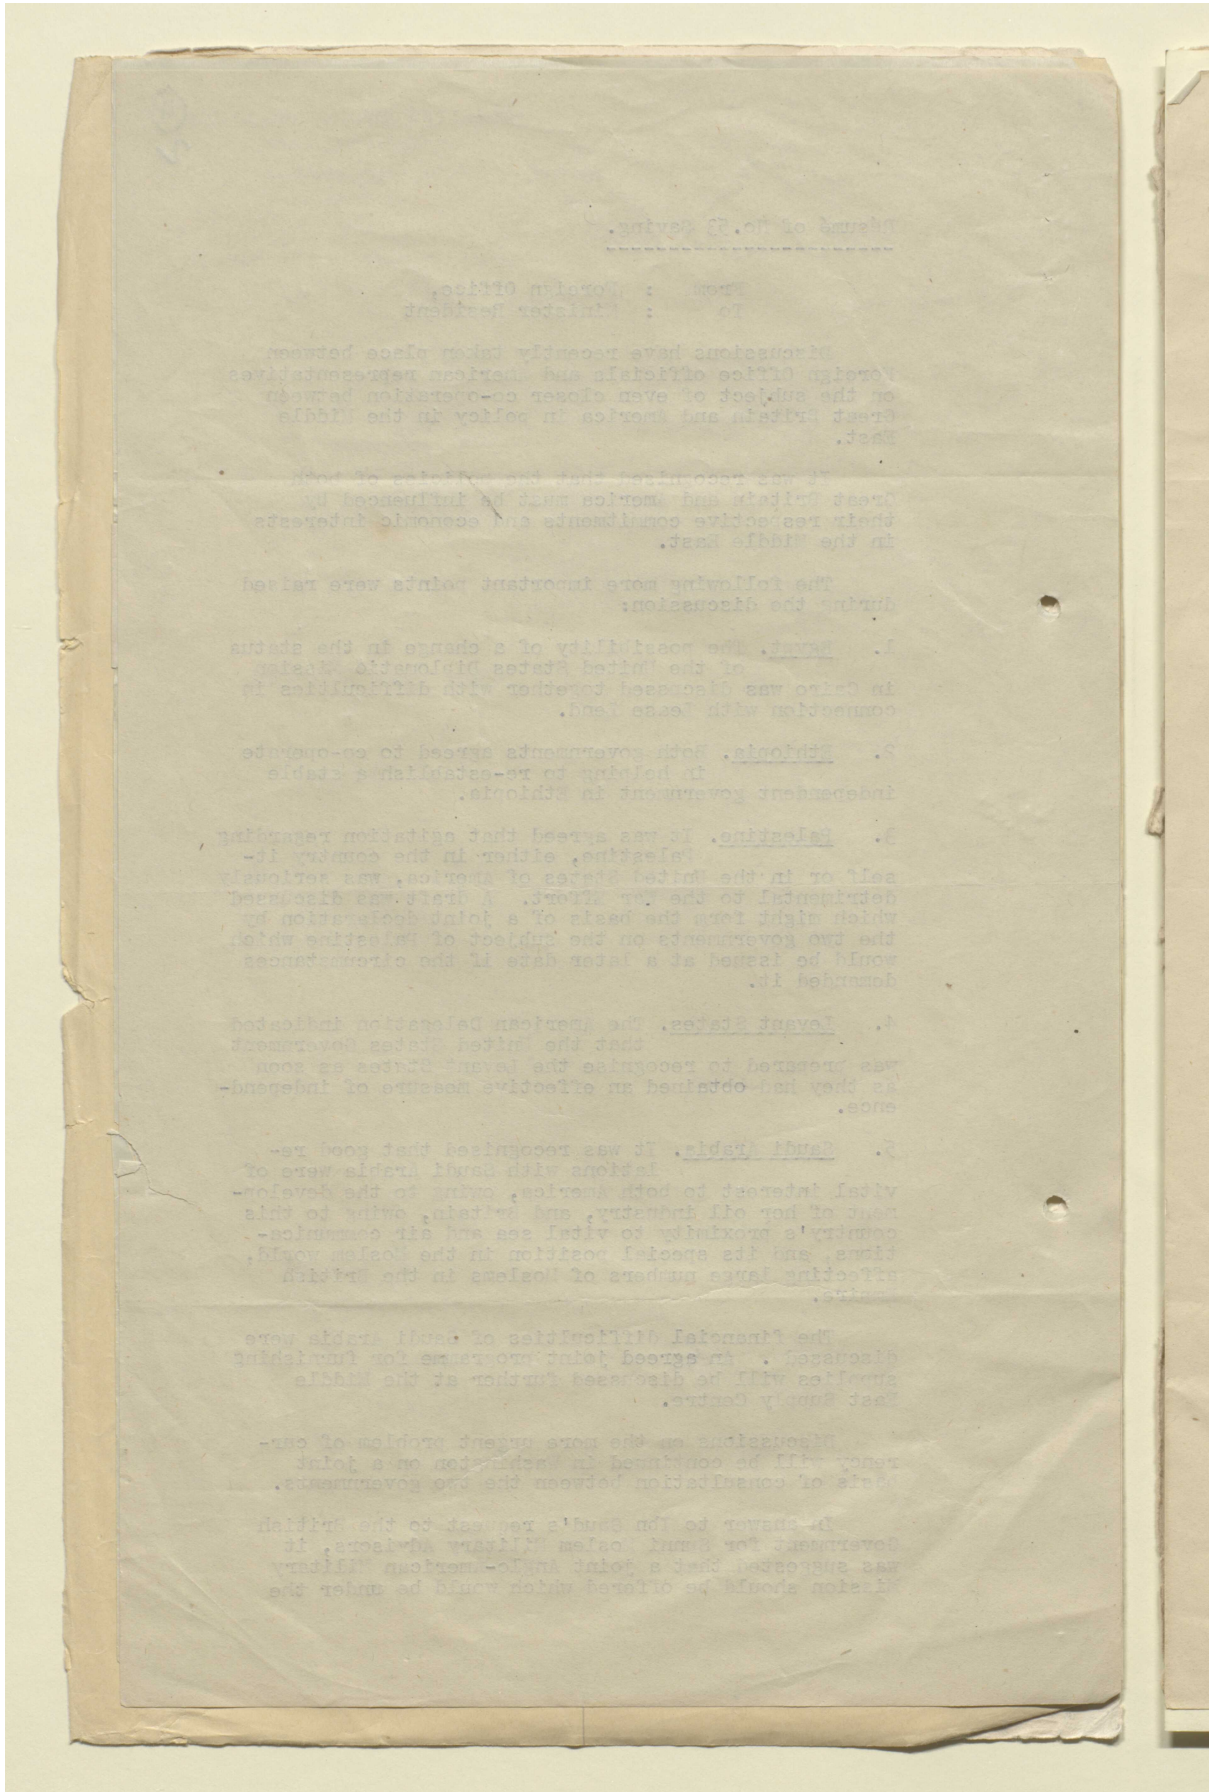 Résumé of No.53 Saving.
From : Foreign Office,
To : Minister Resident
Discussions have recently taken place between
Foreign Office officials and American representatives
on the subject of even closer co-operation between
Great Britain and America in policy in the Middle
East.
It was recognised that the policies of both
Great Britain and America must be influenced by
their respective commitments and economic interests
in the Middle East.
The following more important points were raised
during the discussion:
1. Egypt. The possibility of a change in the status
of the United States Diplomatic Mission
in Cairo was discussed together with difficulties in
connection with Lease Lend.
2. Ethiopia. Both governments agreed to co-operate
in helping to re-establish a stable
independent government in Ethiopia.
3. Palestine. It was agreed that agitation regarding
Palestine, either in the country it-
self or in the United States of America, was seriously
detrimental to the War Effort. A draft was discussed
which might form the basis of a joint declaration by
the two governments on the subject of Palestine which
would be issued at a later date if the circumstances
demanded it.
4. Levant States. The American Delegation indicated
that the United States Government
was prepared to recognise the Levant States as soon
as they had obtained an effective measure of independ-
ence.
5. Saudi Arabia. It was recognised that good re-
lations with Saudi Arabia were of
vital interest to both America, owing to the develop-
ment of her oil industry, and Britain, owing to this
country's proximity to vital sea and air communica-
tions, and its special position in the Moslem world,
affecting large numbers of Moslems in the British
Empire.
The financial difficulties of Saudi Arabia were
discussed . An agreed joint programme for furnishing
supplies will be discussed further at the Middle
East Supply Centre.
Discussions on the more urgent problem of cur-
rency will be continued in Washington on a joint
basis of consultation between the two governments.
In answer to Ibn Saud's request to the British
Government for Sunni Moslem Military Advisers, it
was suggested that a joint Anglo-American Military
Mission should be offered which would be under the